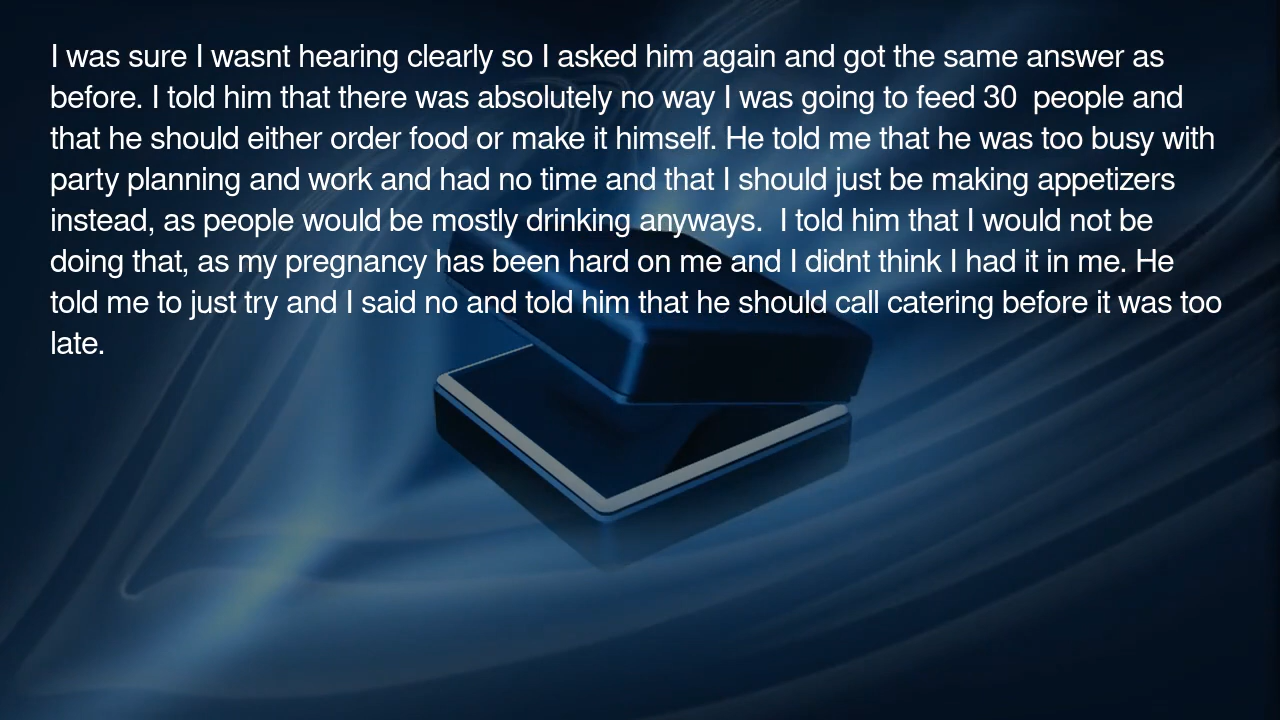 I was sure I wasnt hearing clearly so I asked him again and got the same answer as
before. I told him that there was absolutely no way I was going to feed 30  people and
that he should either order food or make it himself. He told me that he was too busy with
party planning and work and had no time and that I should just be making appetizers
instead, as people would be mostly drinking anyways.  I told him that I would not be
doing that, as my pregnancy has been hard on me and I didnt think I had it in me. He
told me to just try and I said no and told him that he should call catering before it was too
late.